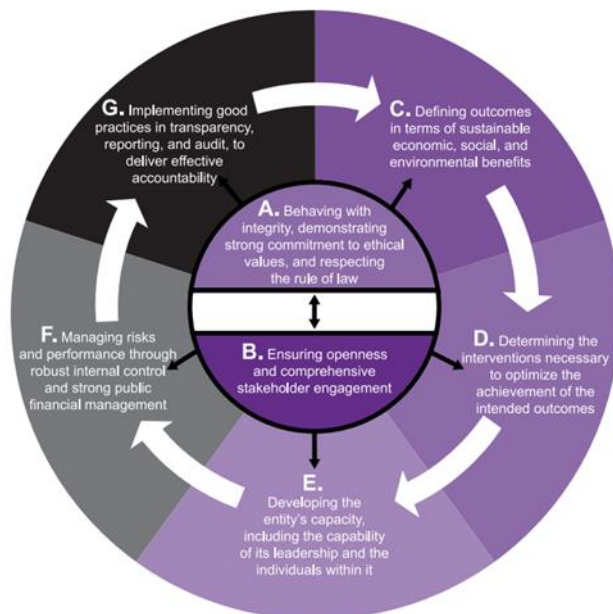 A. Behaving with
integrity, demonstrating
strong commitment to ethical
values, and respecting
the rule of law
B. Ensuring openness
and comprehensive
stakeholder engagement
C. Defining outcomes
in terms of sustainable
economic, social, and
environmental benefits
D. Determining the
interventions necessary
to optimize the
achievement of the
intended outcomes
E.
Developing the
entity's capacity,
including the capability
of its leadership and the
individuals within it
F. Managing risks
and performance through
robust internal control
and strong public
financial management
G. Implementing good
practices in transparency,
reporting, and audit, to
deliver effective
accountability